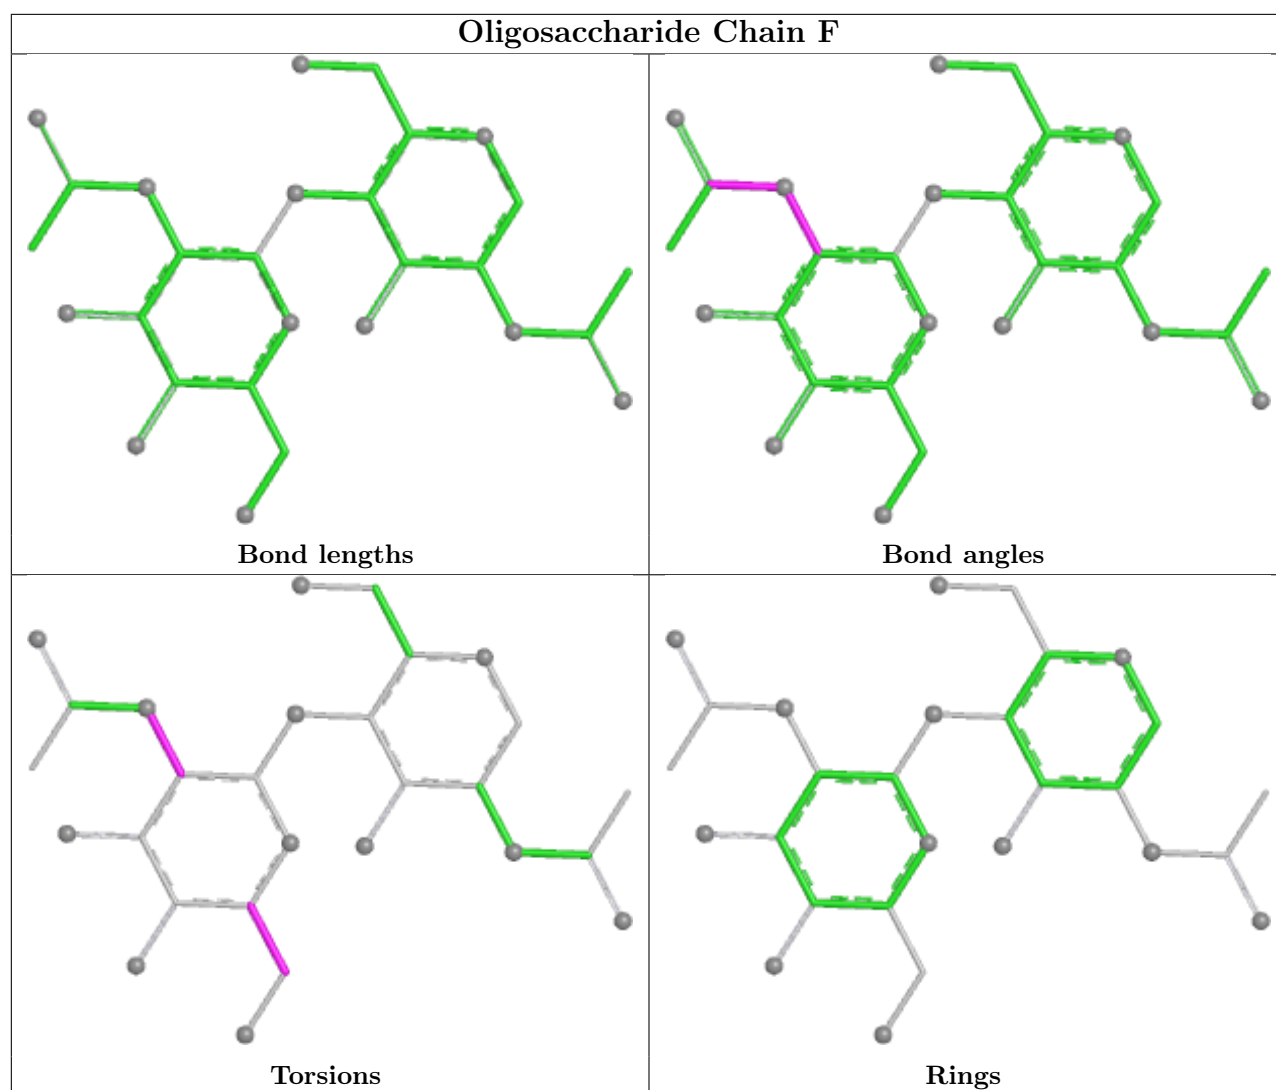 Oligosaccharide Chain F
Bond lengths
Bond angles
Torsions
Rings